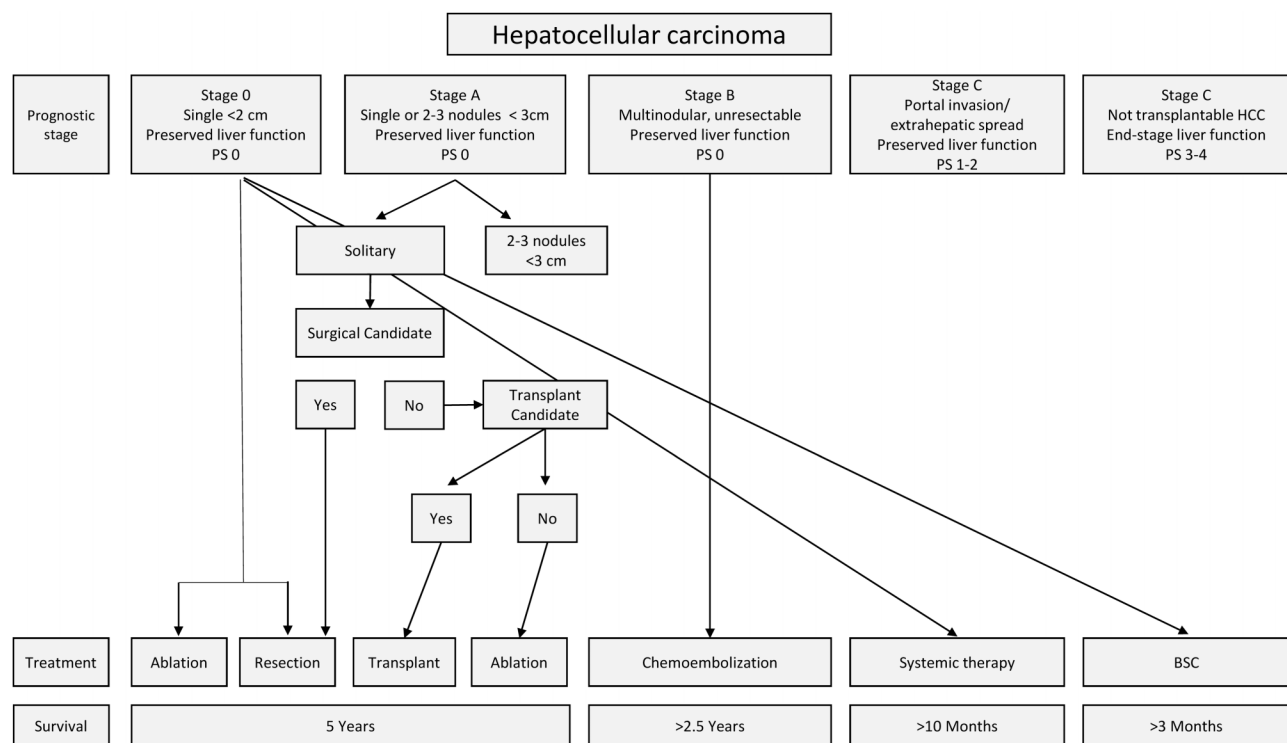 Hepatocellular carcinoma
Prognostic
stage
Stage 0
Single <2 cm
Preserved liver function
PS 0
Stage A
Single or 2-3 nodules < 3cm
Preserved liver function
PS 0
Stage B
Multinodular, unresectable
Preserved liver function
PS 0
Stage C
Portal invasion/
extrahepatic spread
Preserved liver function
PS 1-2
Stage C
Not transplantable HCC
End-stage liver function
PS 3-4
Solitary
2-3 nodules
<3 cm
Surgical Candidate
Yes
No
Transplant
Candidate
Yes
No
Treatment
Ablation
Resection
Transplant
Ablation
Chemoembolization
Systemic therapy
BSC
Survival
5 Years
>2.5 Years
>10 Months
>3 Months